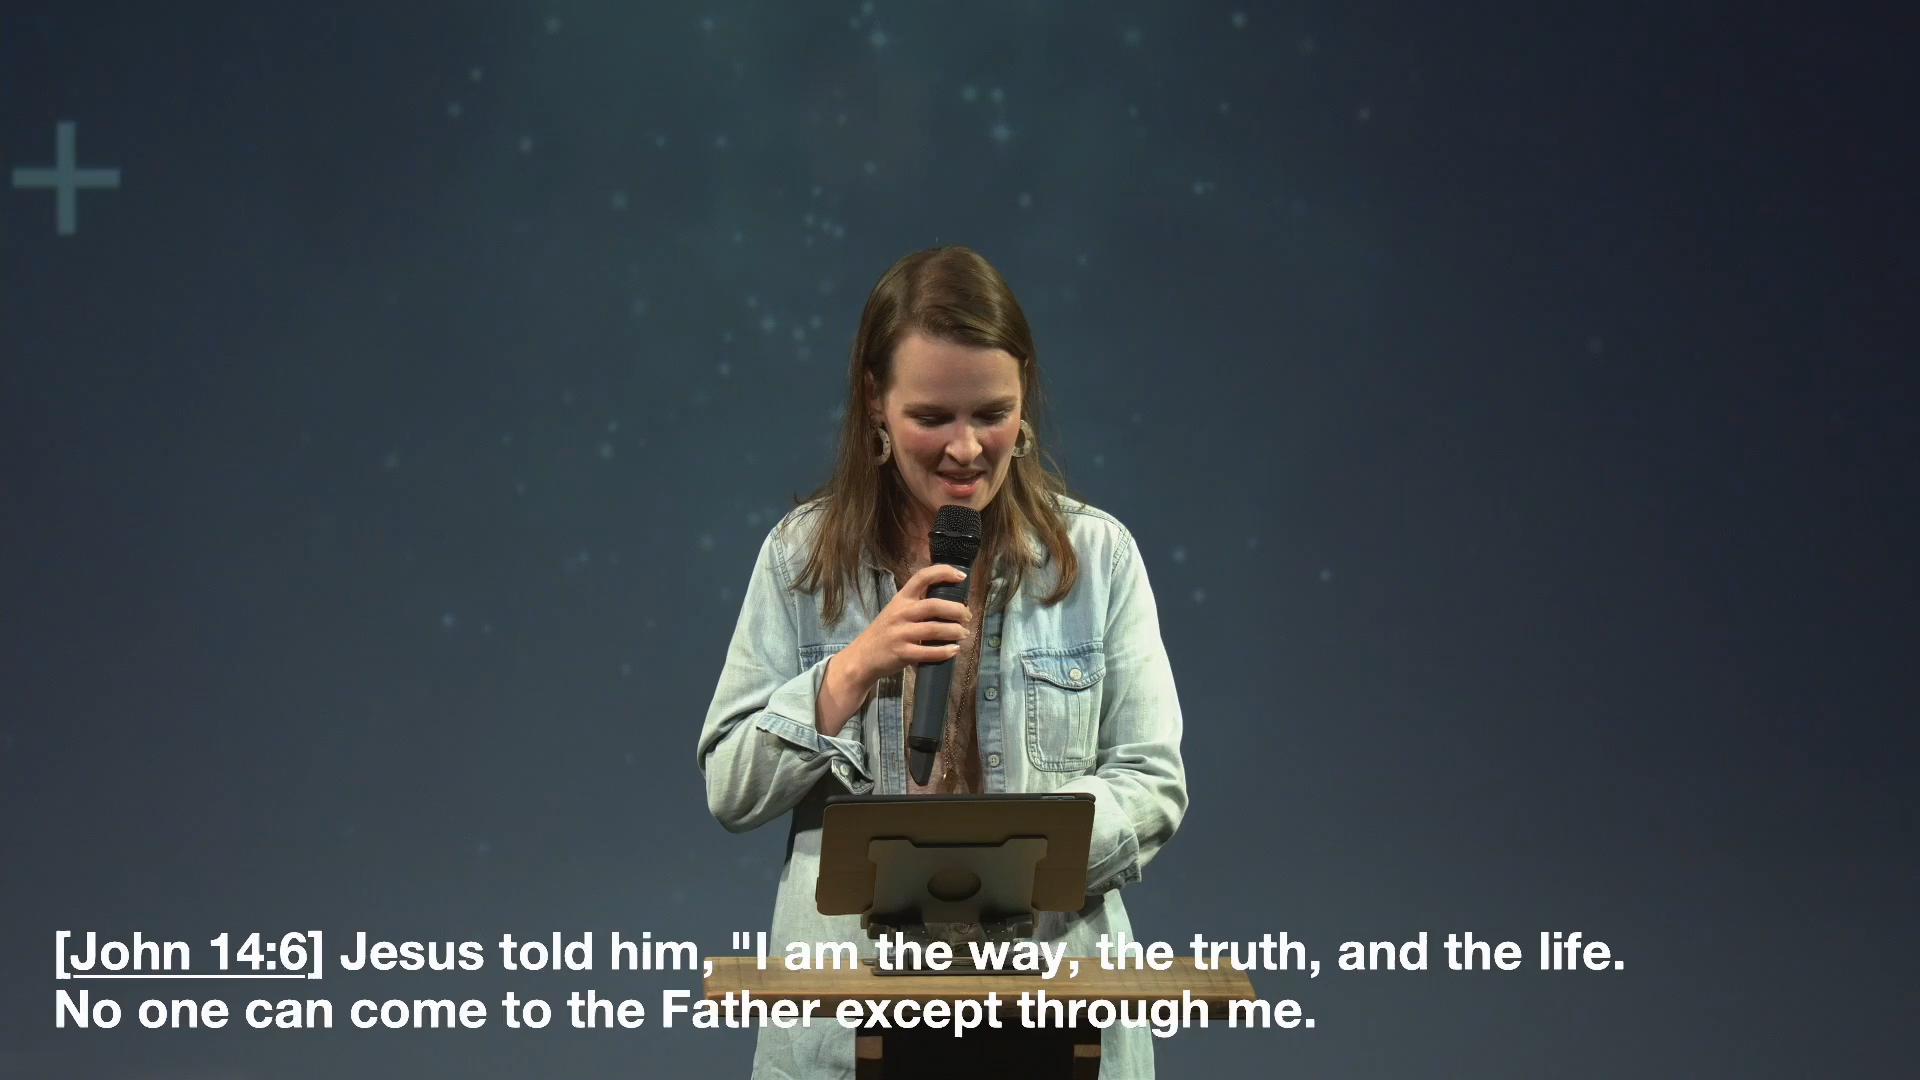 [John 14:6] Jesus told him, "I am the way, the truth, and the life.
No one can come to the Father except through me.